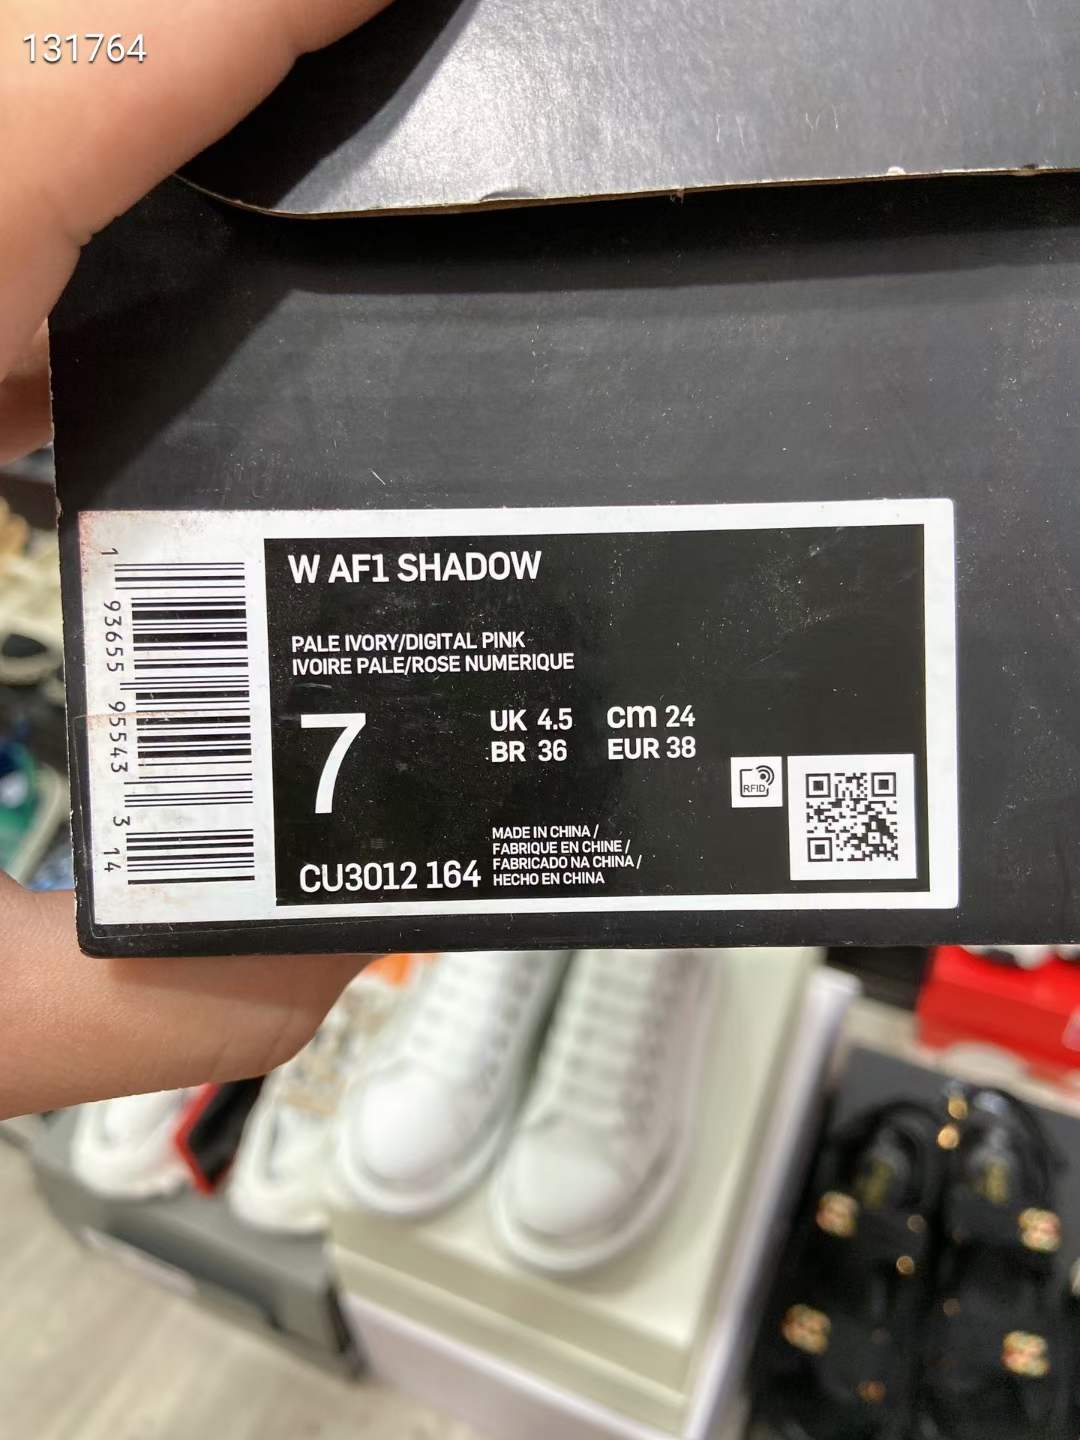 131764
1 93655 95543 3 14
W AF1 SHADOW
PALE IVORY/DIGITAL PINK
IVOIRE PALE/ROSE NUMERIQUE
7
UK 4.5 cm 24
BR 36 EUR 38
RFID
MADE IN CHINA /
FABRIQUE EN CHINE /
FABRICADO NA CHINA /
HECHO EN CHINA
CU3012 164